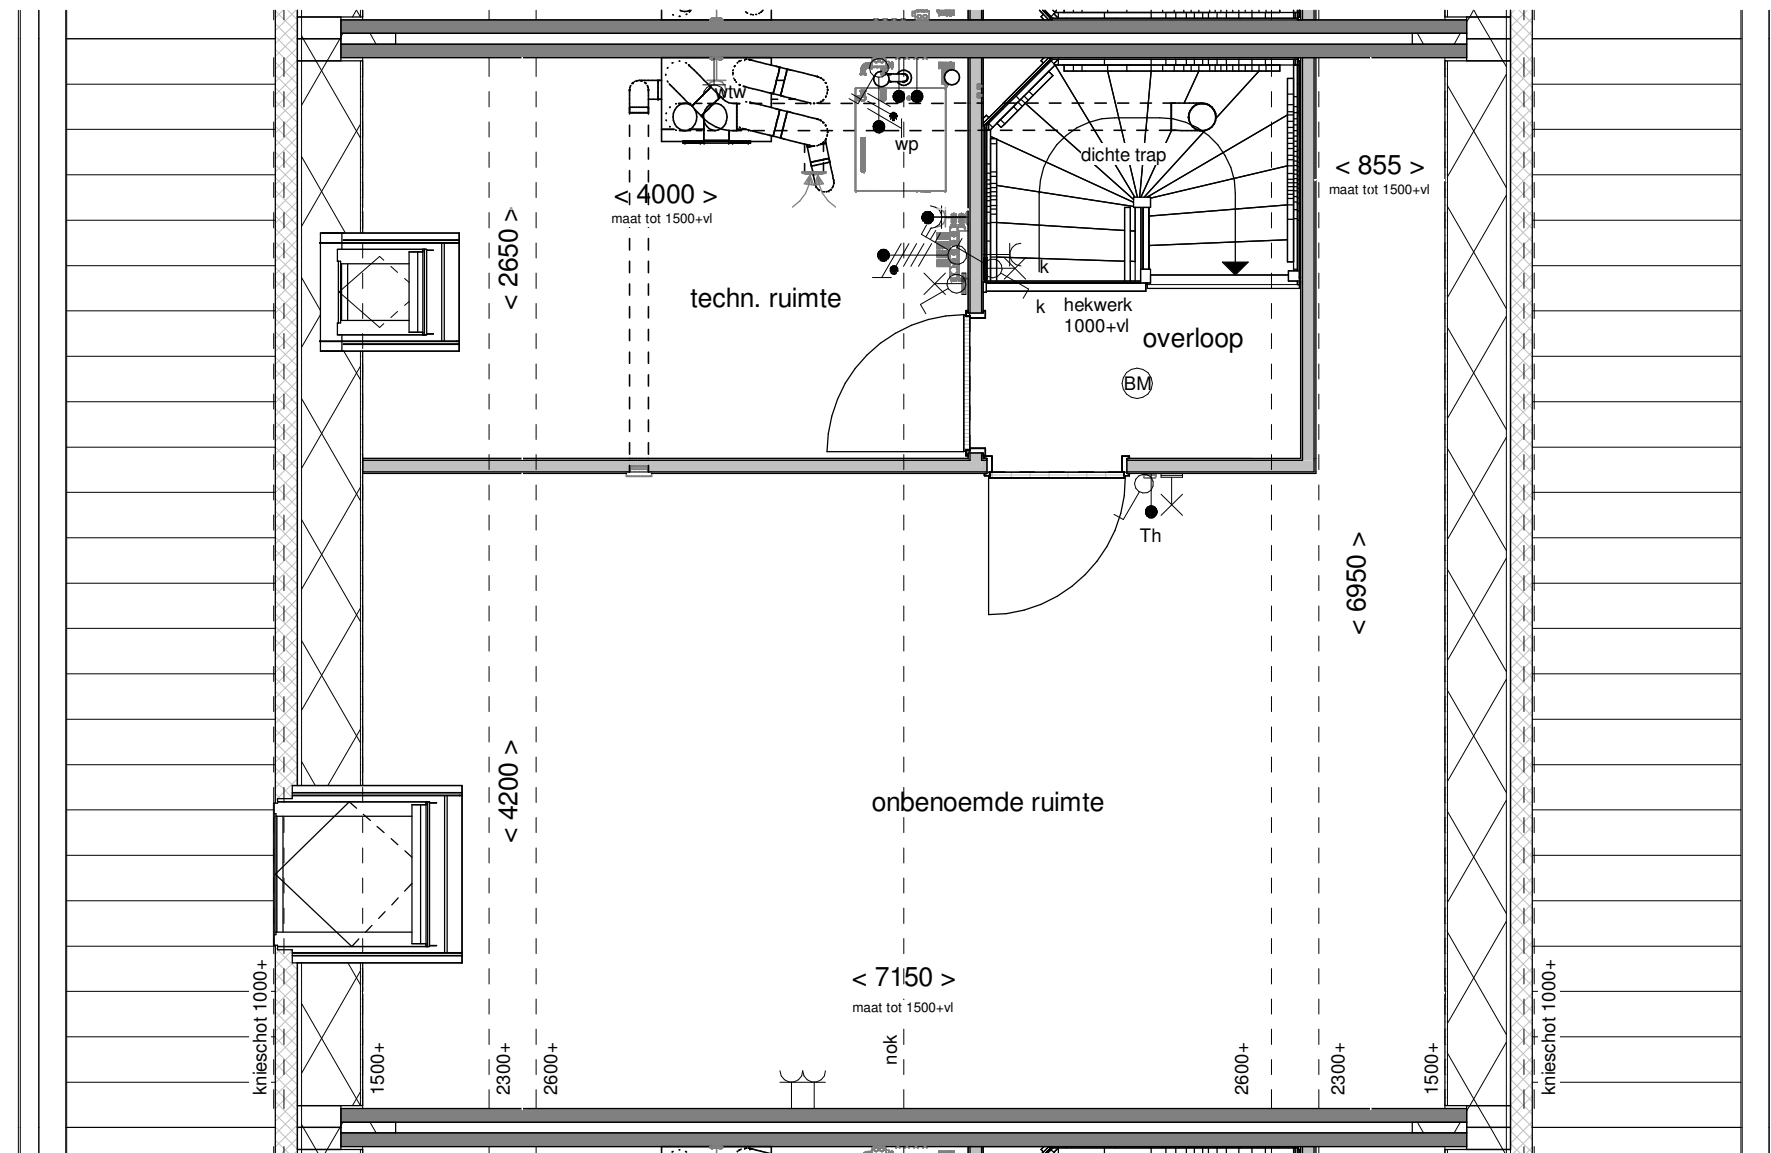 wtw
wp
dichte trap
< 855 >
maat tot 1500+vl
< 4000 >
maat tot 1500+vl
< 2650 >
techn. ruimte
k
k
hekwerk
1000+vl
overloop
BM
Th
< 6950 >
< 4200 >
onbenoemde ruimte
< 7150 >
maat tot 1500+vl
nok
knieschot 1000+
1500+
2300+
2600+
2600+
2300+
1500+
knieschot 1000+